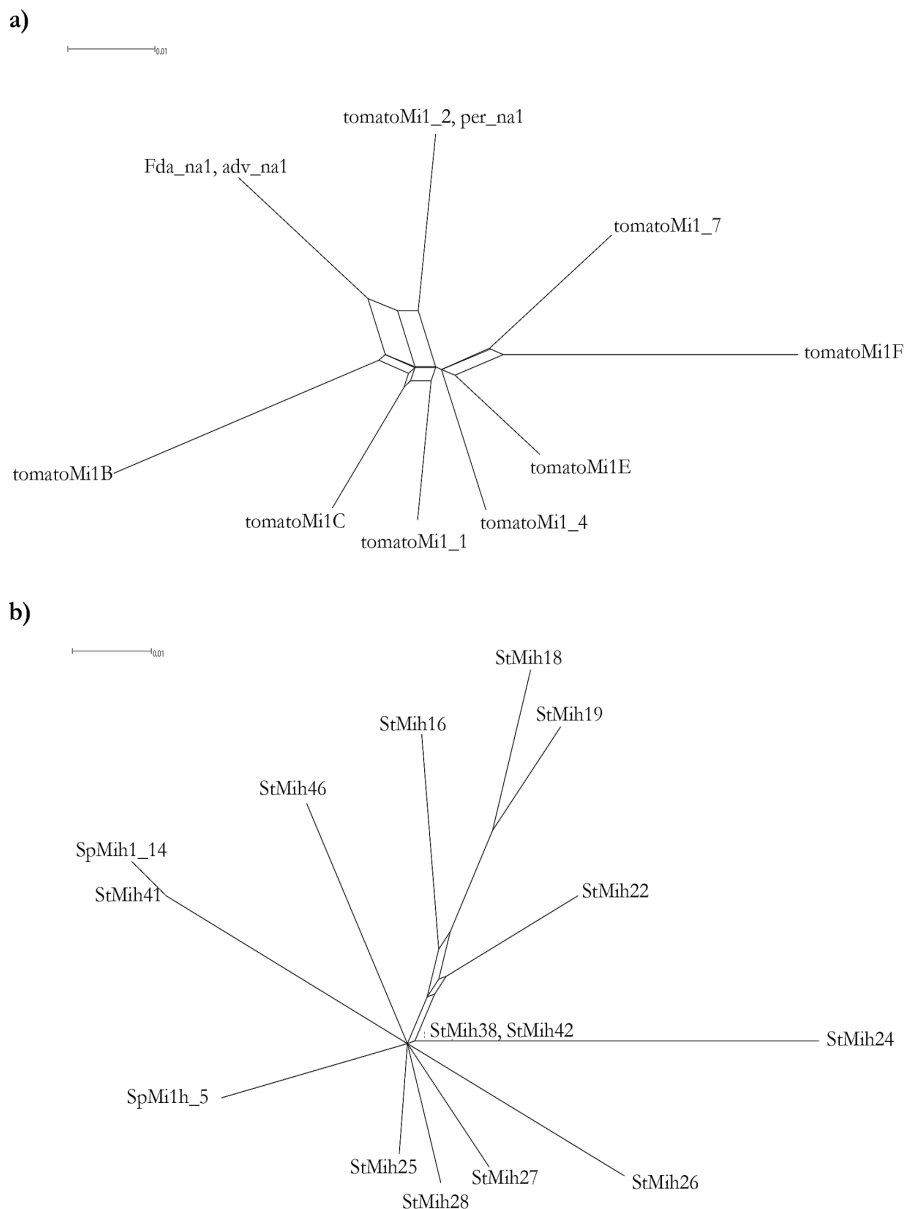 a)
0.01
tomatoMi1_2, per_na1
Fda_na1, adv_na1
tomatoMi1_7
tomatoMi1F
tomatoMi1E
tomatoMi1B
tomatoMi1C
tomatoMi1_4
tomatoMi1_1
b)
0.01
StMih18
StMih19
StMih16
StMih46
SpMih1_14
StMih41
StMih22
StMih38, StMih42
StMih24
SpMi1h_5
StMih25
StMih27
StMih26
StMih28